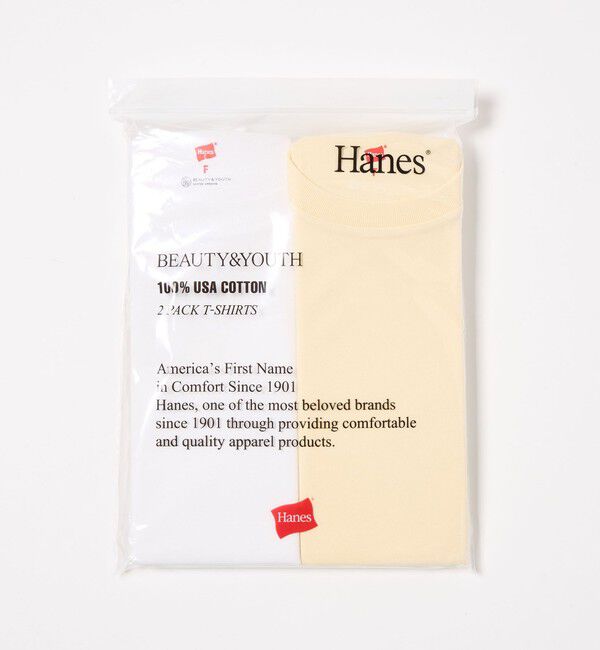 Hanes
F
BEAUTY&YOUTH
Hanes®
BEAUTY&YOUTH
100% USA COTTON
2 PACK T-SHIRTS
America's First Name
in Comfort Since 1901
Hanes, one of the most beloved brands
since 1901 through providing comfortable
and quality apparel products.
Hanes